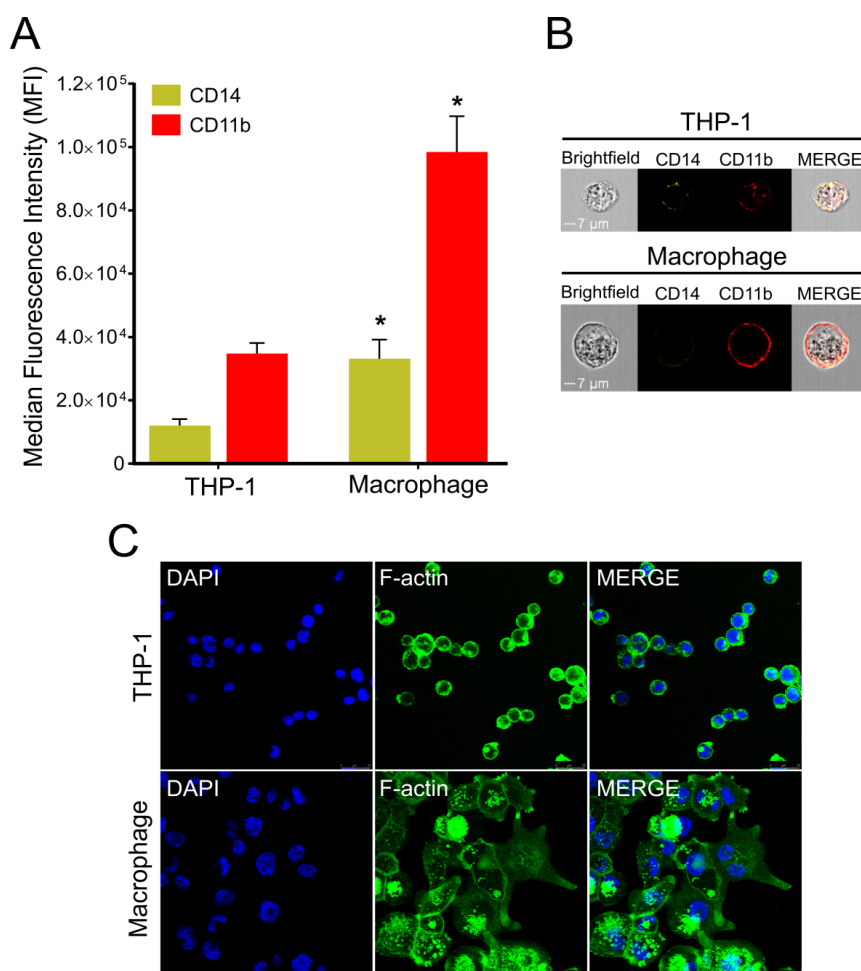 A
Median Fluorescence Intensity (MFI)
1.2× 10⁵
1.0× 10⁵
8.0× 10⁴
6.0× 10⁴
4.0× 10⁴
2.0× 10⁴
0
CD14
CD11b
*
*
THP-1 Macrophage
B
THP-1
Brightfield CD14 CD11b MERGE
7 µm
Macrophage
Brightfield CD14 CD11b MERGE
7 µm
C
THP-1
DAPI F-actin MERGE
Macrophage
DAPI F-actin MERGE